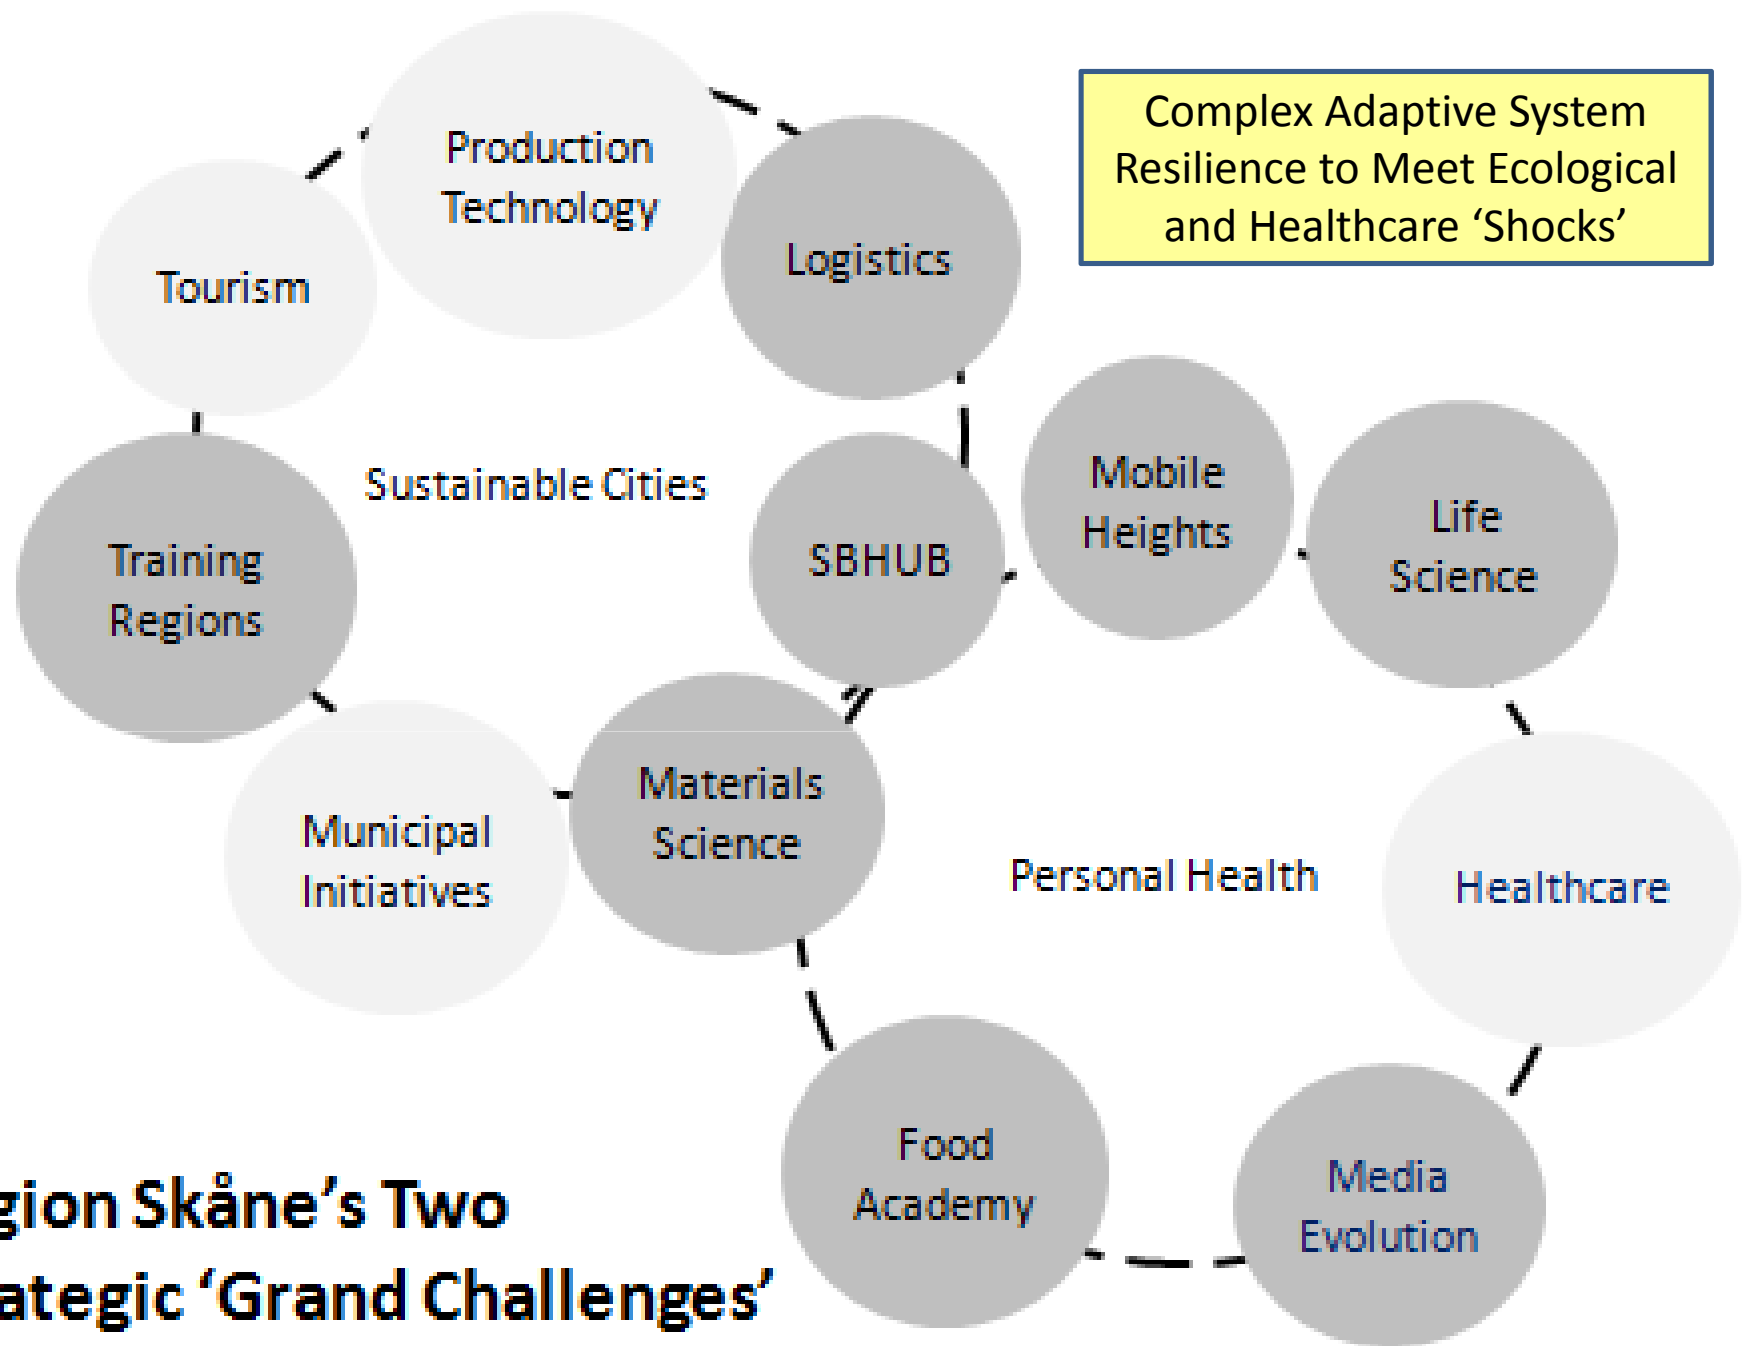 Complex Adaptive System
Resilience to Meet Ecological
and Healthcare ‘Shocks’
Production
Technology
Logistics
Tourism
Sustainable Cities
Mobile
Heights
Life
Science
SBHUB
Training
Regions
Materials
Science
Municipal
Initiatives
Personal Health
Healthcare
Food
Academy
Media
Evolution
gion Skåne’s Two
rategic ‘Grand Challenges’